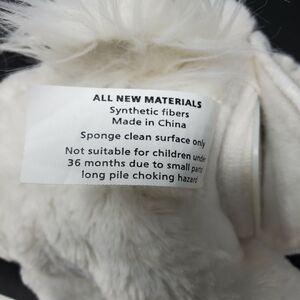 ALL NEW MATERIALS
Synthetic fibers
Made in China
Sponge clean surface only
Not suitable for children under
36 months due to small parts
long pile choking hazard